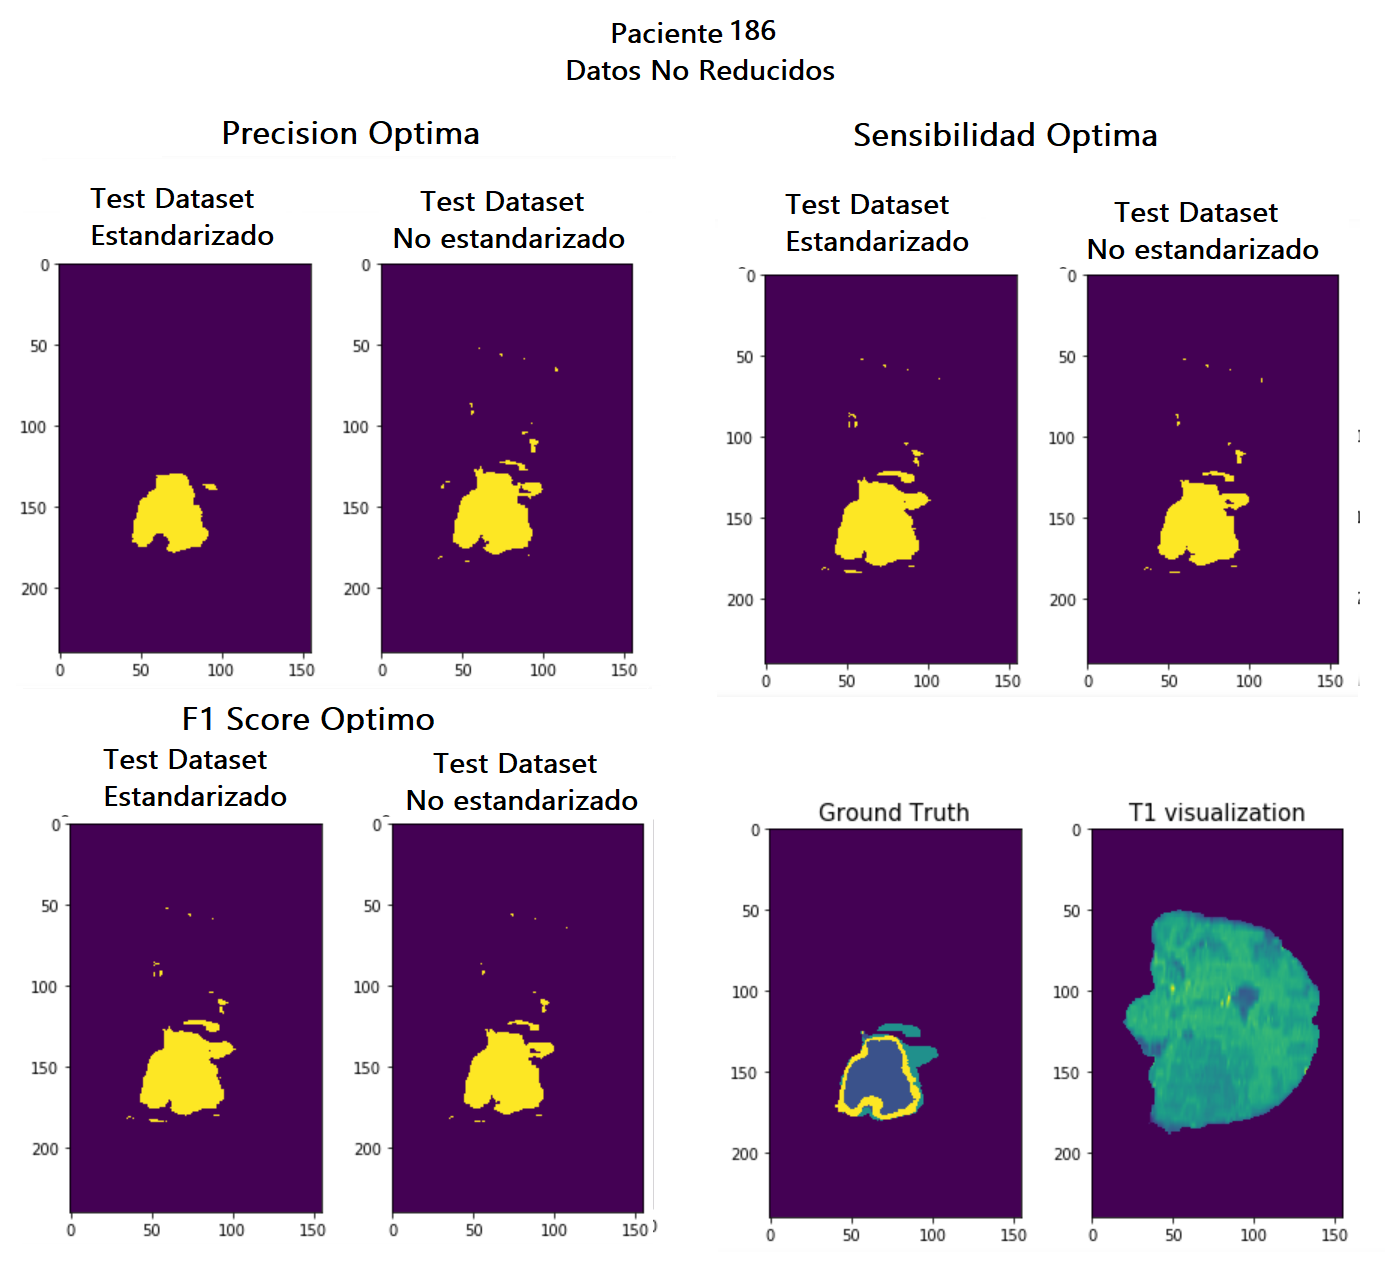 Paciente 186
Datos No Reducidos
Precision Optima
Sensibilidad Optima
Test Dataset
Estandarizado
Test Dataset
No estandarizado
Test Dataset
Estandarizado
Test Dataset
No estandarizado
0
50
100
150
200
0 50 100 150
0
50
100
150
200
0 50 100 150
0
50
100
150
200
0 50 100 150
0
50
100
150
200
0 50 100 150
F1 Score Optimo
Test Dataset
Estandarizado
Test Dataset
No estandarizado
Ground Truth
T1 visualization
0
50
100
150
200
0 50 100 150
0
50
100
150
200
0 50 100 150
0
50
100
150
200
0 50 100 150
0
50
100
150
200
0 50 100 150